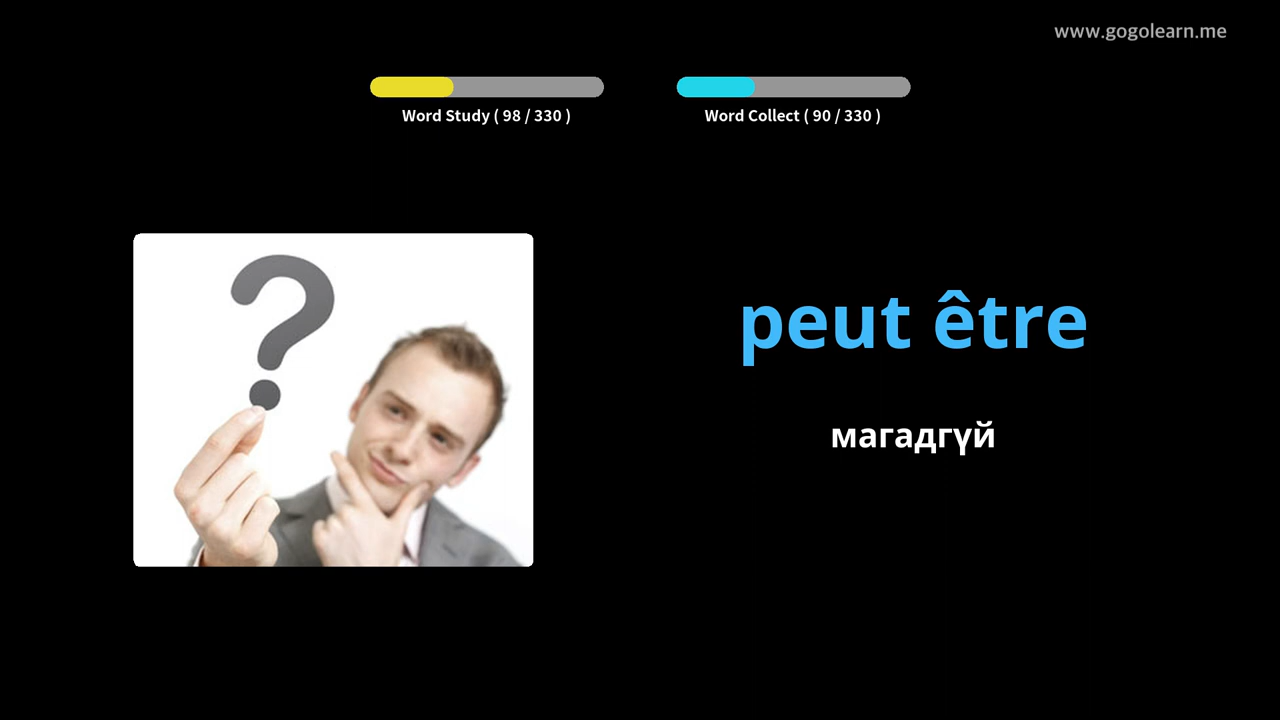 www.gogolearn.me
Word Study ( 98 / 330 )
Word Collect ( 90 / 330 )
peut être
магадгүй